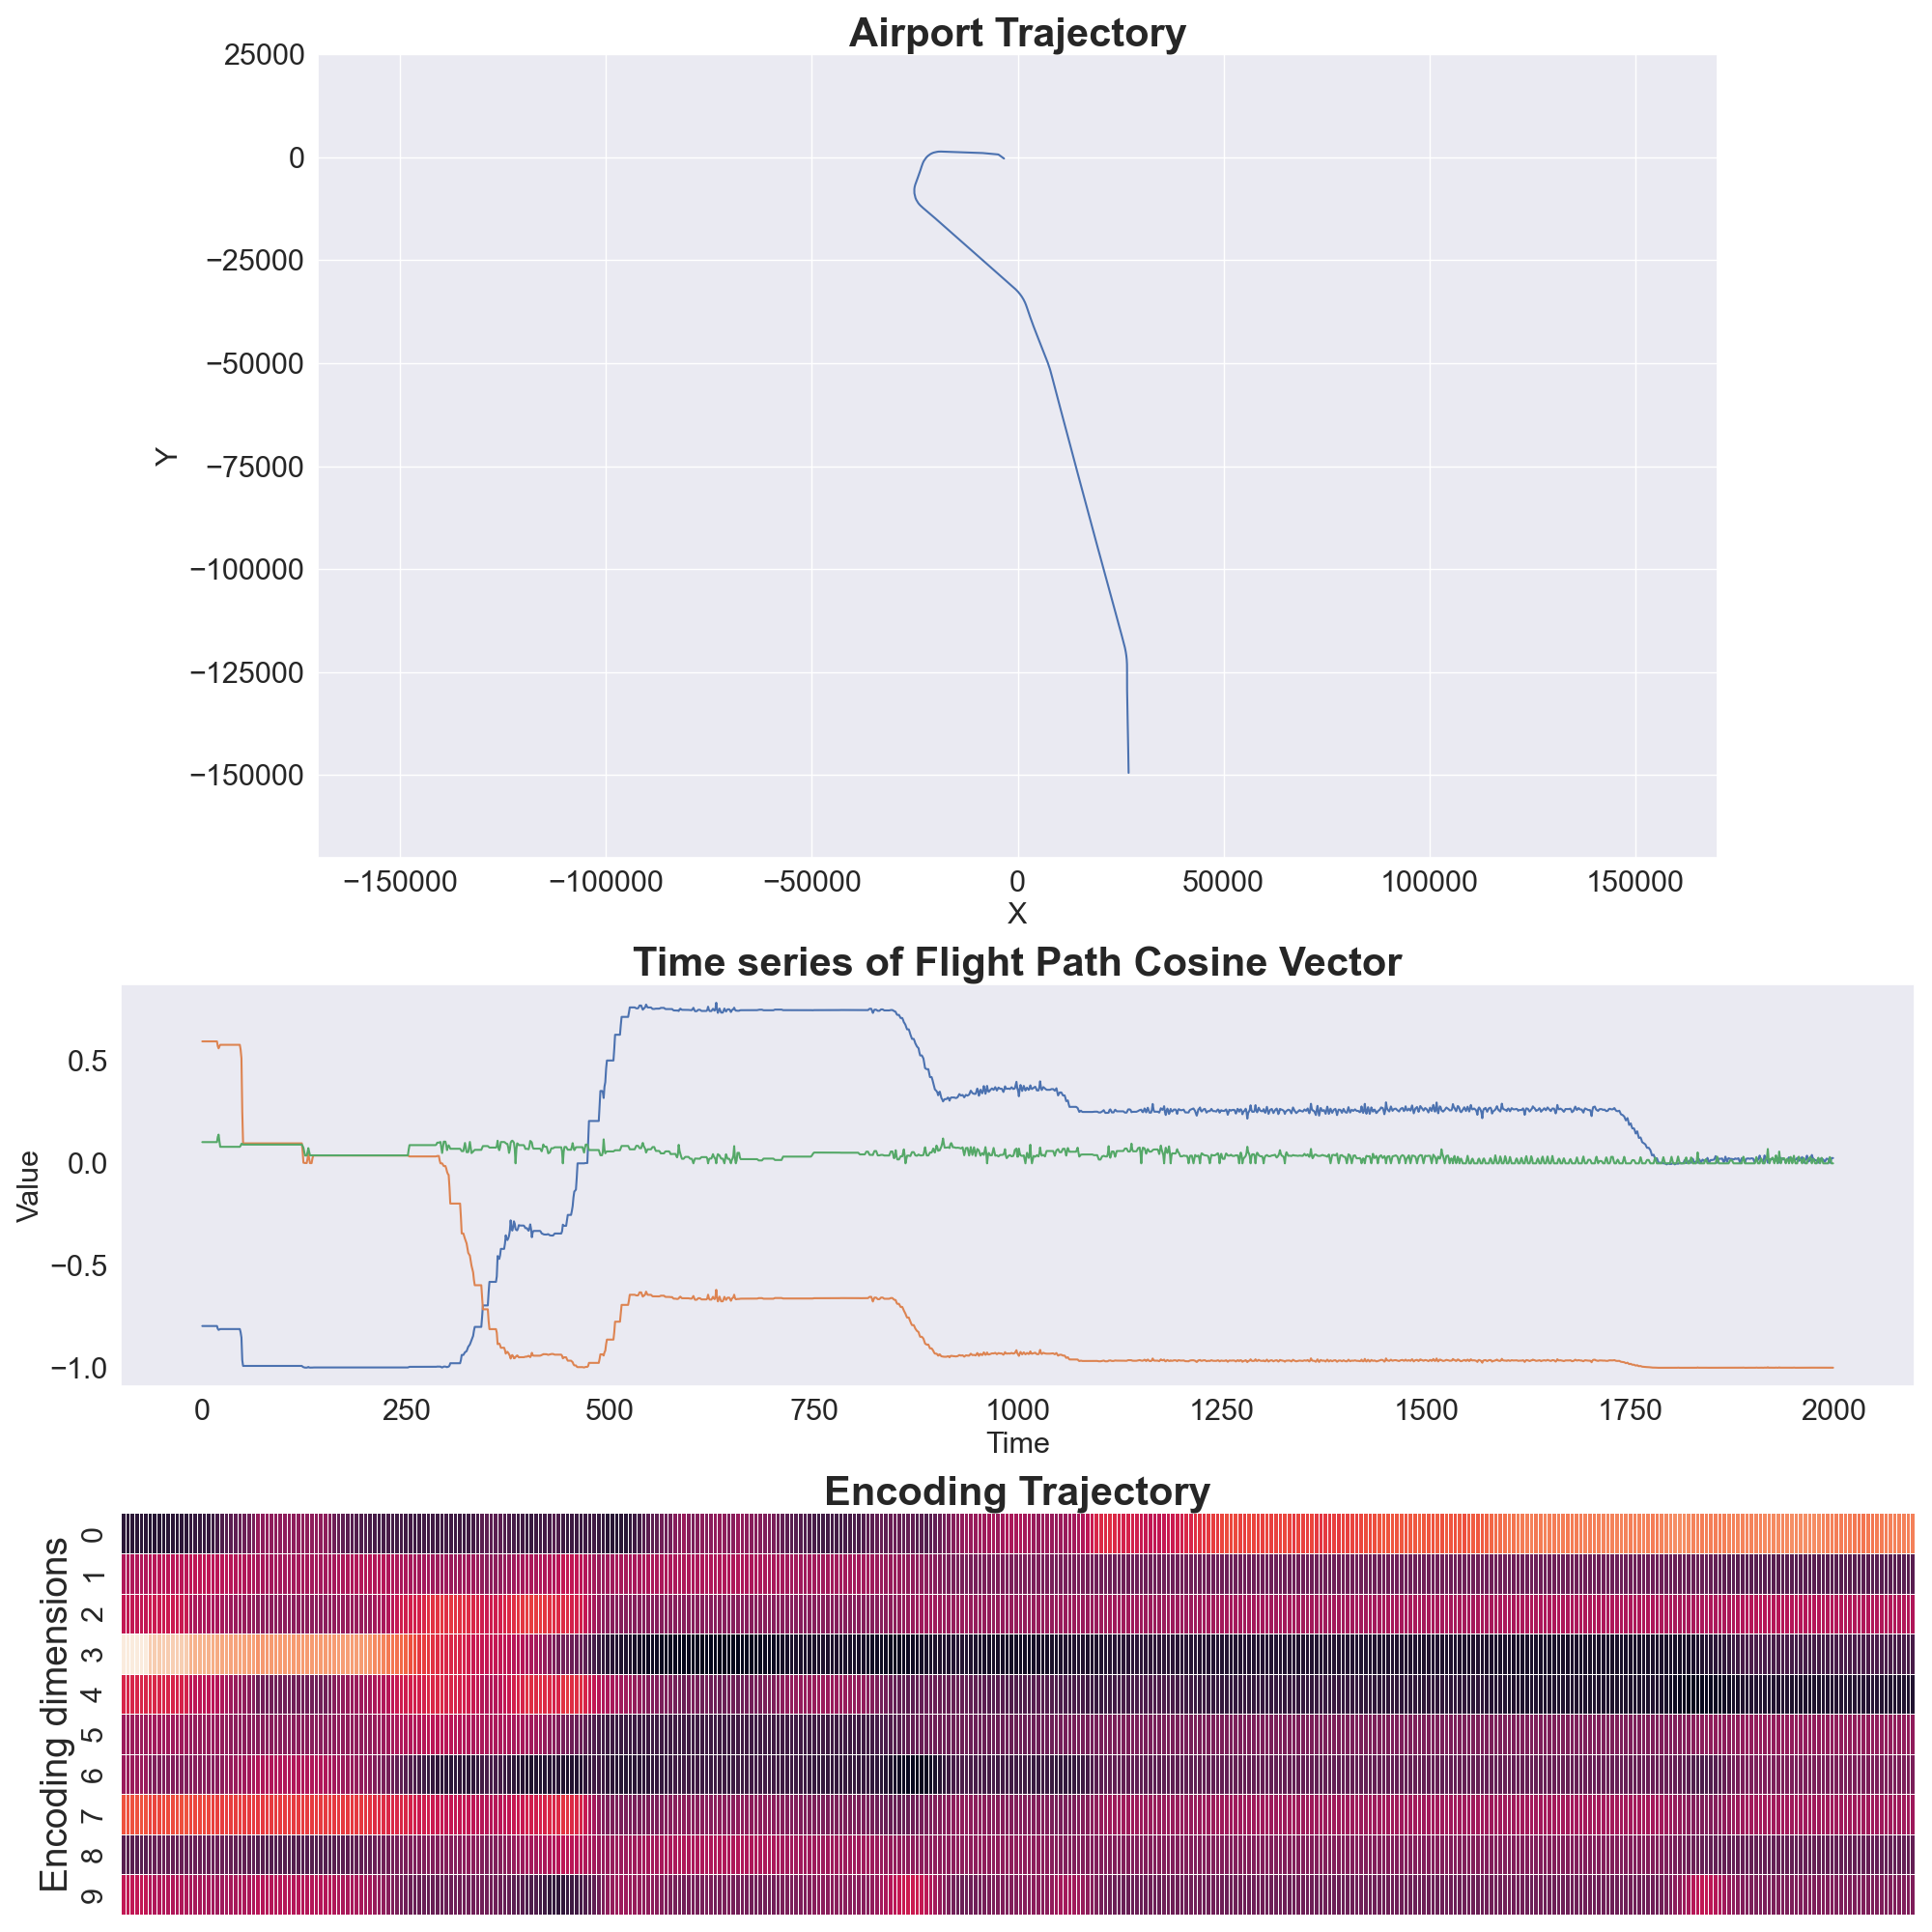 Airport Trajectory
25000
0
−25000
−50000
−75000
−100000
−125000
−150000
Y
−150000 −100000 −50000 0 50000 100000 150000
X
Time series of Flight Path Cosine Vector
0.5
0.0
−0.5
−1.0
Value
0 250 500 750 1000 1250 1500 1750 2000
Time
Encoding Trajectory
0
1
2
3
4
5
6
7
8
9
Encoding dimensions